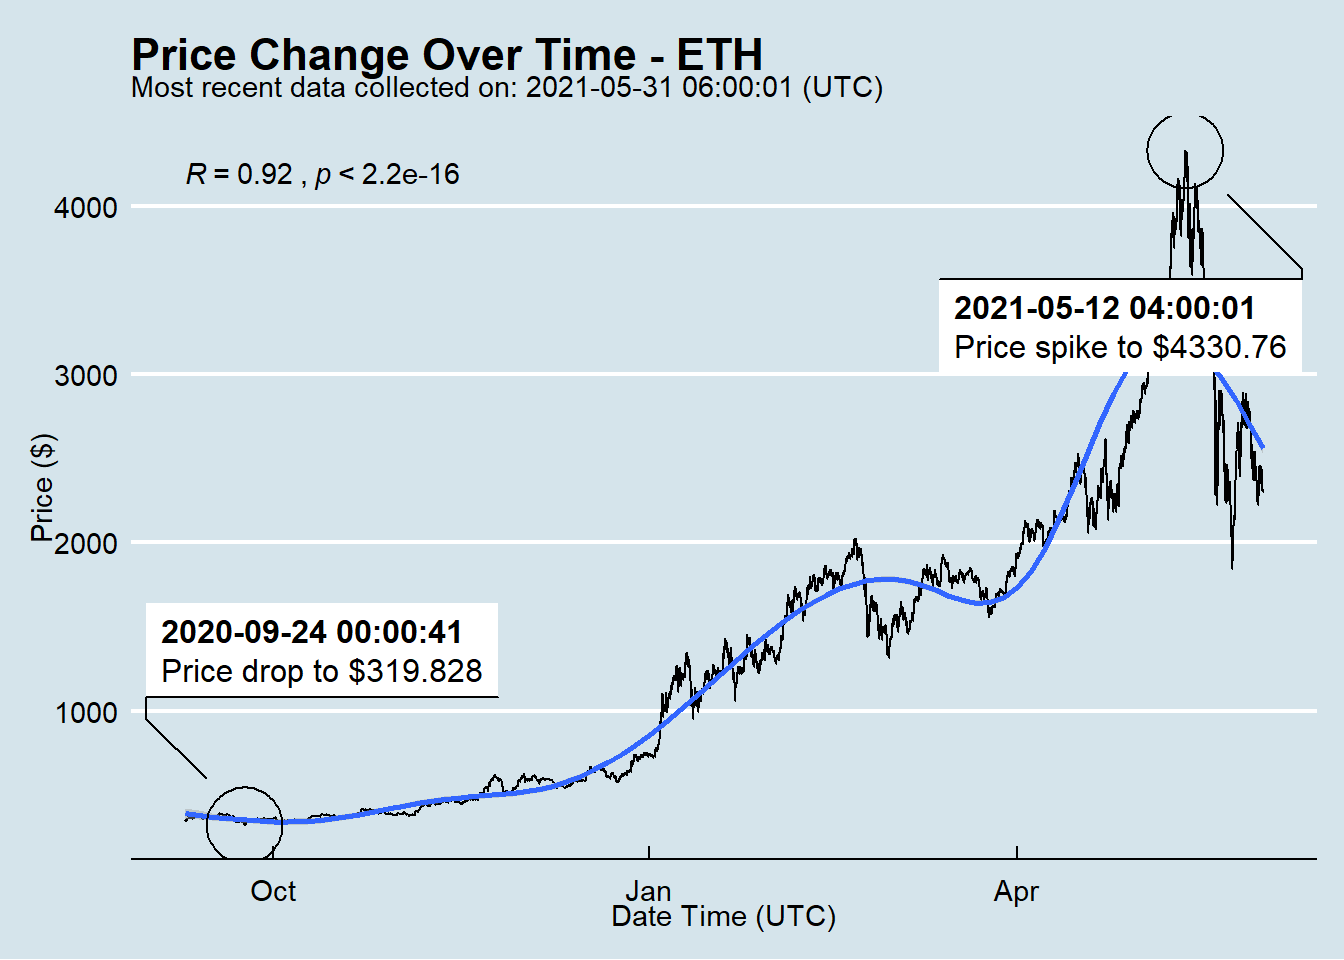 Price Change Over Time - ETH
Most recent data collected on: 2021-05-31 06:00:01 (UTC)
R = 0.92 , p < 2.2e-16
4000
3000
2000
1000
Price ($)
2021-05-12 04:00:01
Price spike to $4330.76
2020-09-24 00:00:41
Price drop to $319.828
Oct
Jan
Apr
Date Time (UTC)